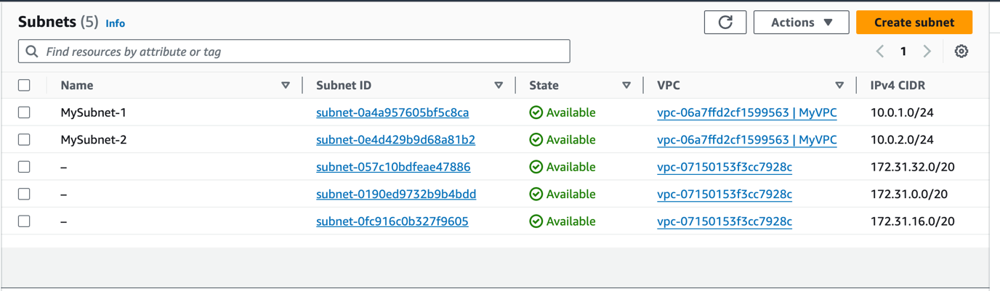 Subnets (5) Info
Actions
Create subnet
Find resources by attribute or tag
1
Name Subnet ID State VPC IPv4 CIDR
MySubnet-1 subnet-0a4a957605bf5c8ca Available vpc-06a7ffd2cf1599563 | MyVPC 10.0.1.0/24
MySubnet-2 subnet-0e4d429b9d68a81b2 Available vpc-06a7ffd2cf1599563 | MyVPC 10.0.2.0/24
– subnet-057c10bdfeae47886 Available vpc-07150153f3cc7928c 172.31.32.0/20
– subnet-0190ed9732b9b4bdd Available vpc-07150153f3cc7928c 172.31.0.0/20
– subnet-0fc916c0b327f9605 Available vpc-07150153f3cc7928c 172.31.16.0/20